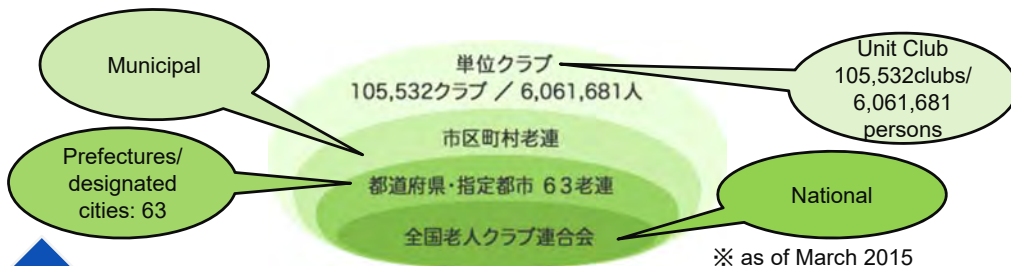 Municipal
Prefectures/
designated
cities: 63
単位クラブ
105,532クラブ / 6,061,681人
市区町村老連
都道府県・指定都市 63老連
全国老人クラブ連合会
Unit Club
105,532clubs/
6,061,681
persons
National
※ as of March 2015